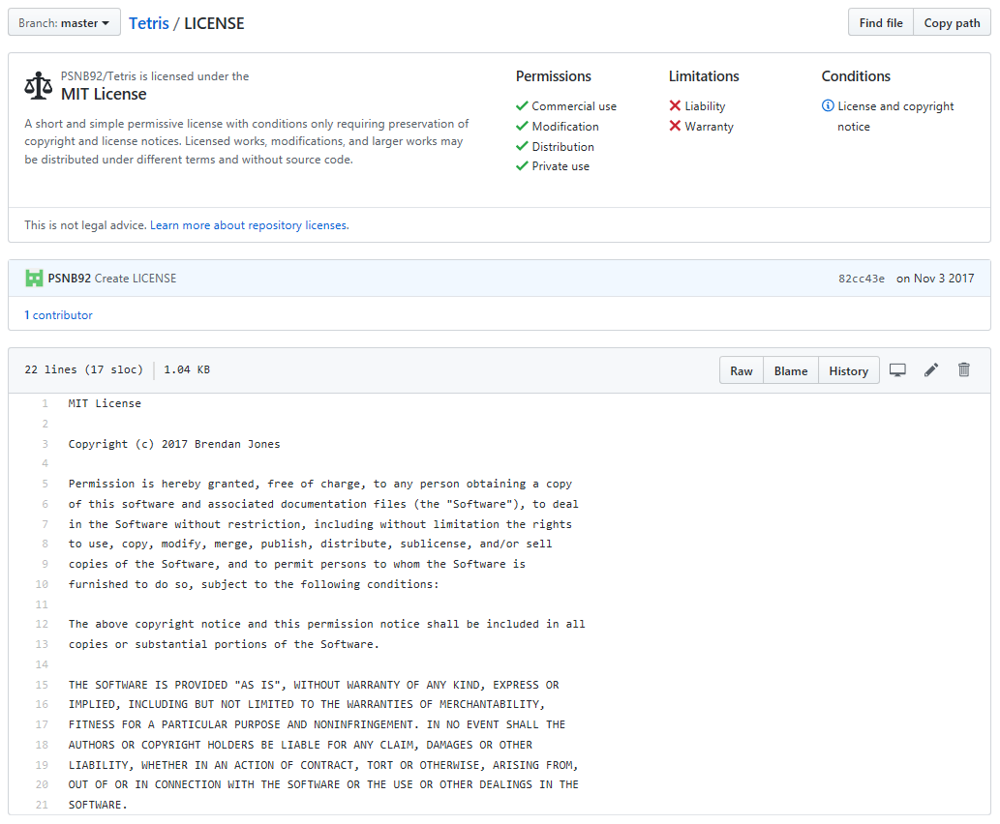 Branch: master
Tetris / LICENSE
Find file
Copy path
PSNB92/Tetris is licensed under the
MIT License
A short and simple permissive license with conditions only requiring preservation of
copyright and license notices. Licensed works, modifications, and larger works may
be distributed under different terms and without source code.
Permissions
Commercial use
Modification
Distribution
Private use
Limitations
Liability
Warranty
Conditions
License and copyright
notice
This is not legal advice. Learn more about repository licenses.
PSNB92 Create LICENSE
82cc43e on Nov 3 2017
1 contributor
22 lines (17 sloc) 1.04 KB
Raw
Blame
History
1 MIT License
2
3 Copyright (c) 2017 Brendan Jones
4
5 Permission is hereby granted, free of charge, to any person obtaining a copy
6 of this software and associated documentation files (the "Software"), to deal
7 in the Software without restriction, including without limitation the rights
8 to use, copy, modify, merge, publish, distribute, sublicense, and/or sell
9 copies of the Software, and to permit persons to whom the Software is
10 furnished to do so, subject to the following conditions:
11
12 The above copyright notice and this permission notice shall be included in all
13 copies or substantial portions of the Software.
14
15 THE SOFTWARE IS PROVIDED "AS IS", WITHOUT WARRANTY OF ANY KIND, EXPRESS OR
16 IMPLIED, INCLUDING BUT NOT LIMITED TO THE WARRANTIES OF MERCHANTABILITY,
17 FITNESS FOR A PARTICULAR PURPOSE AND NONINFRINGEMENT. IN NO EVENT SHALL THE
18 AUTHORS OR COPYRIGHT HOLDERS BE LIABLE FOR ANY CLAIM, DAMAGES OR OTHER
19 LIABILITY, WHETHER IN AN ACTION OF CONTRACT, TORT OR OTHERWISE, ARISING FROM,
20 OUT OF OR IN CONNECTION WITH THE SOFTWARE OR THE USE OR OTHER DEALINGS IN THE
21 SOFTWARE.